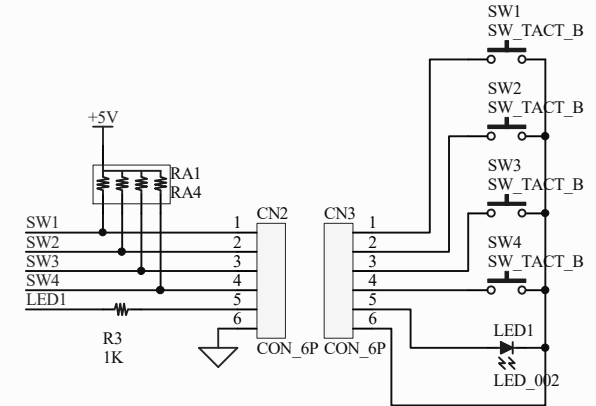 SW1
SW_TACT_B
SW2
SW_TACT_B
SW3
SW_TACT_B
SW4
SW_TACT_B
+5V
RA1
RA4
SW1
SW2
SW3
SW4
LED1
R3
1K
1
2
3
4
5
6
CN2
CON_6P
CN3
CON_6P
1
2
3
4
5
6
LED1
LED_002